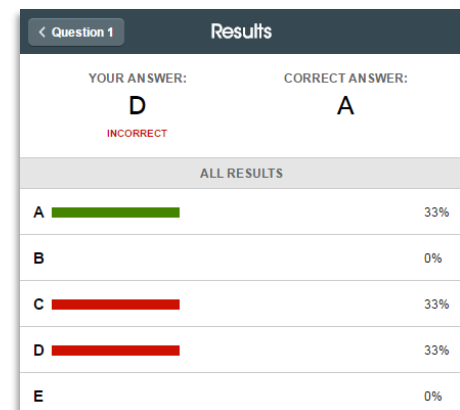 < Question 1
Results
YOUR ANSWER:
CORRECT ANSWER:
D
A
INCORRECT
ALL RESULTS
A 33%
B 0%
C 33%
D 33%
E 0%